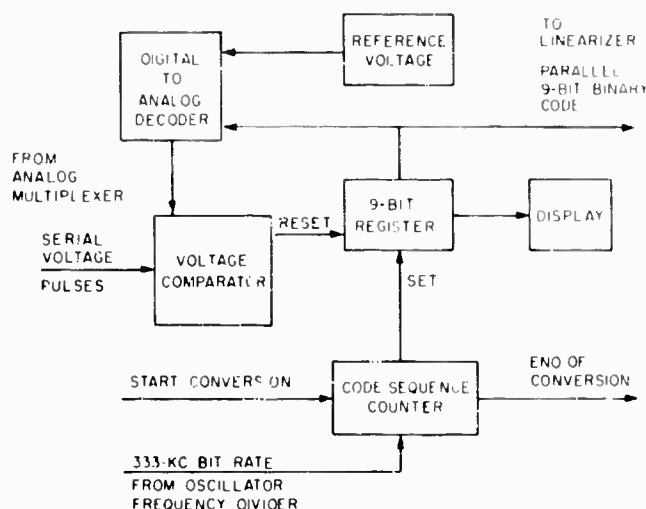 DIGITAL
TO
ANALOG
DECODER
REFERENCE
VOLTAGE
TO
LINEARIZER
PARALLEL
9-BIT BINARY
CODE
FROM
ANALOG
MULTIPLEXER
SERIAL
VOLTAGE
PULSES
VOLTAGE
COMPARATOR
RESET
9-BIT
REGISTER
DISPLAY
SET
START CONVERSION
CODE SEQUENCE
COUNTER
END OF
CONVERSION
333-KC BIT RATE
FROM OSCILLATOR
FREQUENCY DIVIDER